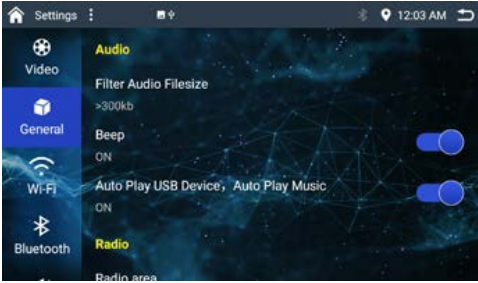 Settings
12:03 AM
Video
General
Wi-Fi
Bluetooth
Audio
Filter Audio Filesize
>300kb
Beep
ON
Auto Play USB Device，Auto Play Music
ON
Radio
Radio area